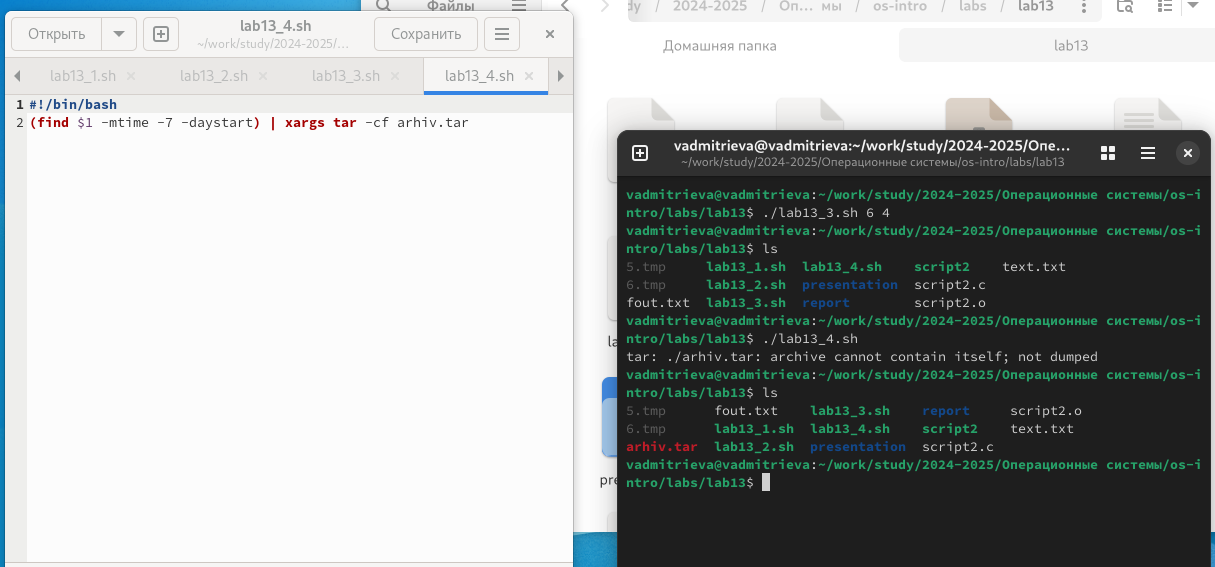 Файлы
dy / 2024-2025 / Оп… мы / os-intro / labs / lab13
Открыть
lab13_4.sh
~/work/study/2024-2025/…
Сохранить
Домашняя папка
lab13
lab13_1.sh
lab13_2.sh
lab13_3.sh
lab13_4.sh
1 #!/bin/bash
2 (find $1 -mtime -7 -daystart) | xargs tar -cf arhiv.tar
vadmitrieva@vadmitrieva:~/work/study/2024-2025/Опе…
~/work/study/2024-2025/Операционные системы/os-intro/labs/lab13
vadmitrieva@vadmitrieva:~/work/study/2024-2025/Операционные системы/os-i
ntro/labs/lab13$ ./lab13_3.sh 6 4
vadmitrieva@vadmitrieva:~/work/study/2024-2025/Операционные системы/os-i
ntro/labs/lab13$ ls
5.tmp lab13_1.sh lab13_4.sh script2 text.txt
6.tmp lab13_2.sh presentation script2.c
fout.txt lab13_3.sh report script2.o
vadmitrieva@vadmitrieva:~/work/study/2024-2025/Операционные системы/os-i
ntro/labs/lab13$ ./lab13_4.sh
tar: ./arhiv.tar: archive cannot contain itself; not dumped
vadmitrieva@vadmitrieva:~/work/study/2024-2025/Операционные системы/os-i
ntro/labs/lab13$ ls
5.tmp fout.txt lab13_3.sh report script2.o
6.tmp lab13_1.sh lab13_4.sh script2 text.txt
arhiv.tar lab13_2.sh presentation script2.c
vadmitrieva@vadmitrieva:~/work/study/2024-2025/Операционные системы/os-i
ntro/labs/lab13$
la
pre